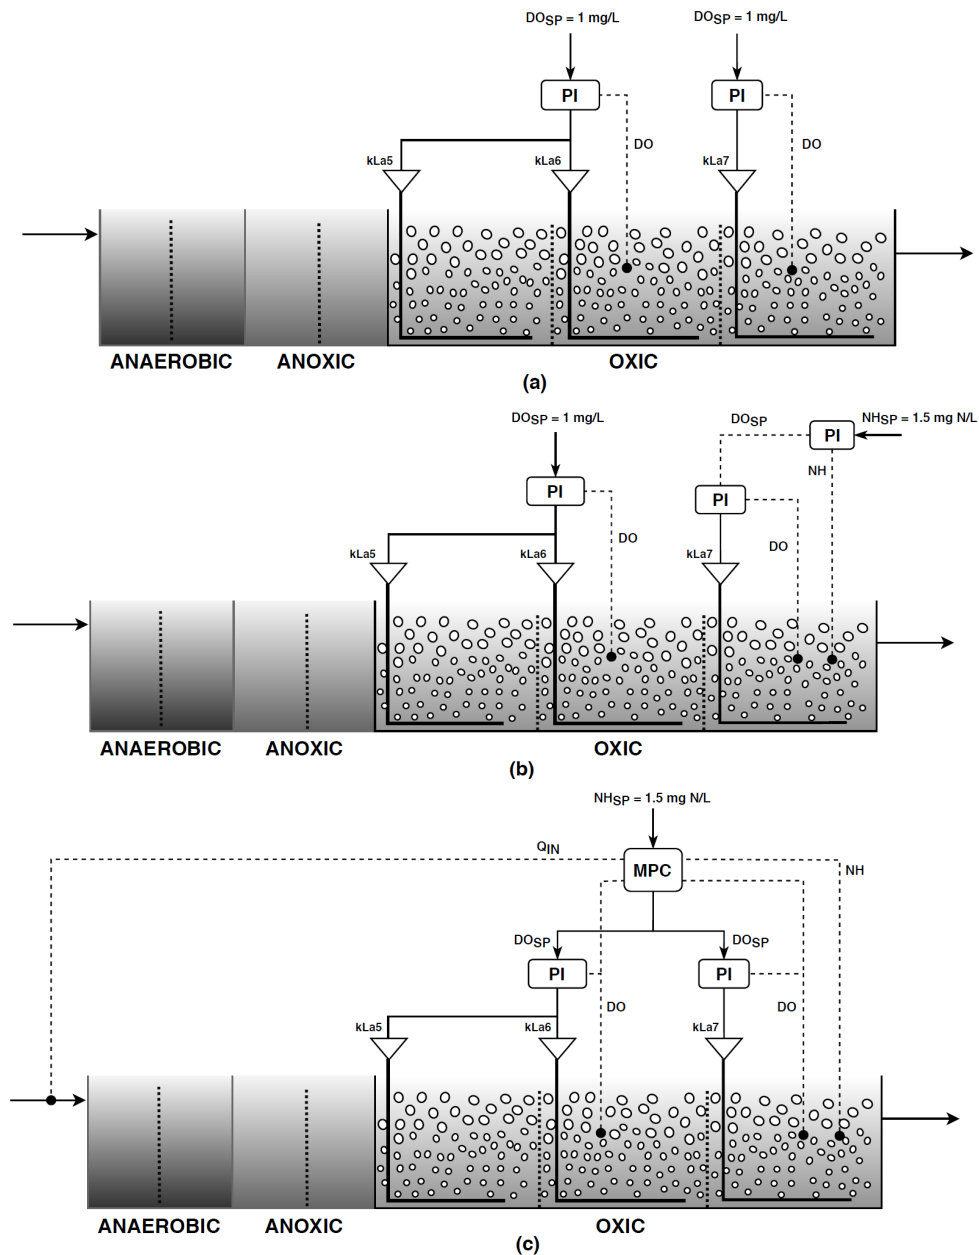 DOSP = 1 mg/L
DOSP = 1 mg/L
PI
PI
DO
DO
kLa5
kLa6
kLa7
ANAEROBIC
ANOXIC
OXIC
(a)
DOSP = 1 mg/L
DOSP
NHSP = 1.5 mg N/L
PI
NH
PI
PI
DO
DO
kLa5
kLa6
kLa7
ANAEROBIC
ANOXIC
OXIC
(b)
NHSP = 1.5 mg N/L
QIN
MPC
NH
DOSP
DOSP
PI
PI
DO
DO
kLa5
kLa6
kLa7
ANAEROBIC
ANOXIC
OXIC
(c)